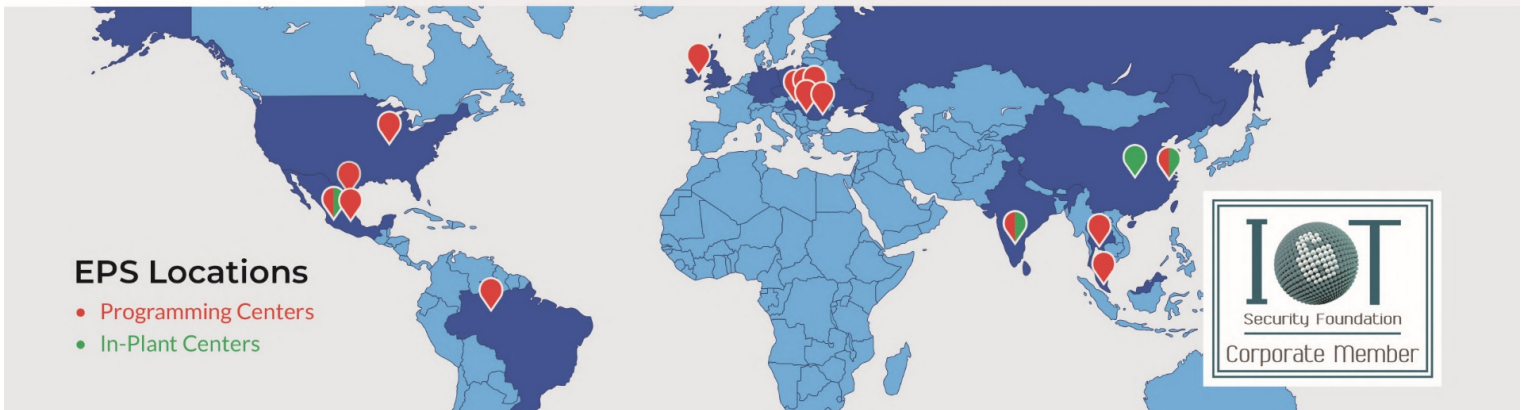 EPS Locations
• Programming Centers
• In-Plant Centers
IOT
Security Foundation
Corporate Member